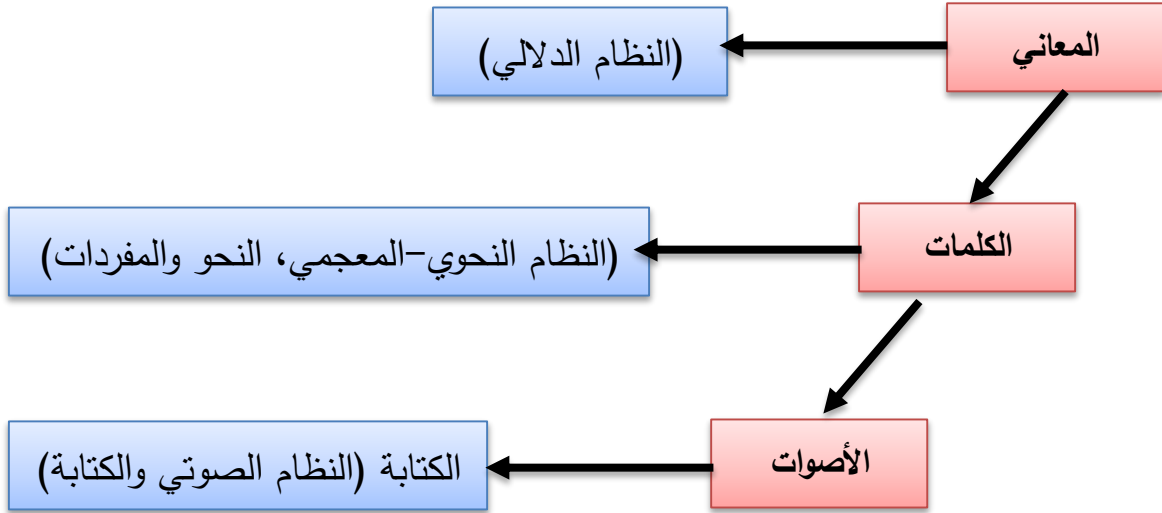 المعاني
(النظام الدلالي)
الكلمات
(النظام النحوي-المعجمي، النحو والمفردات)
الأصوات
الكتابة (النظام الصوتي والكتابة)